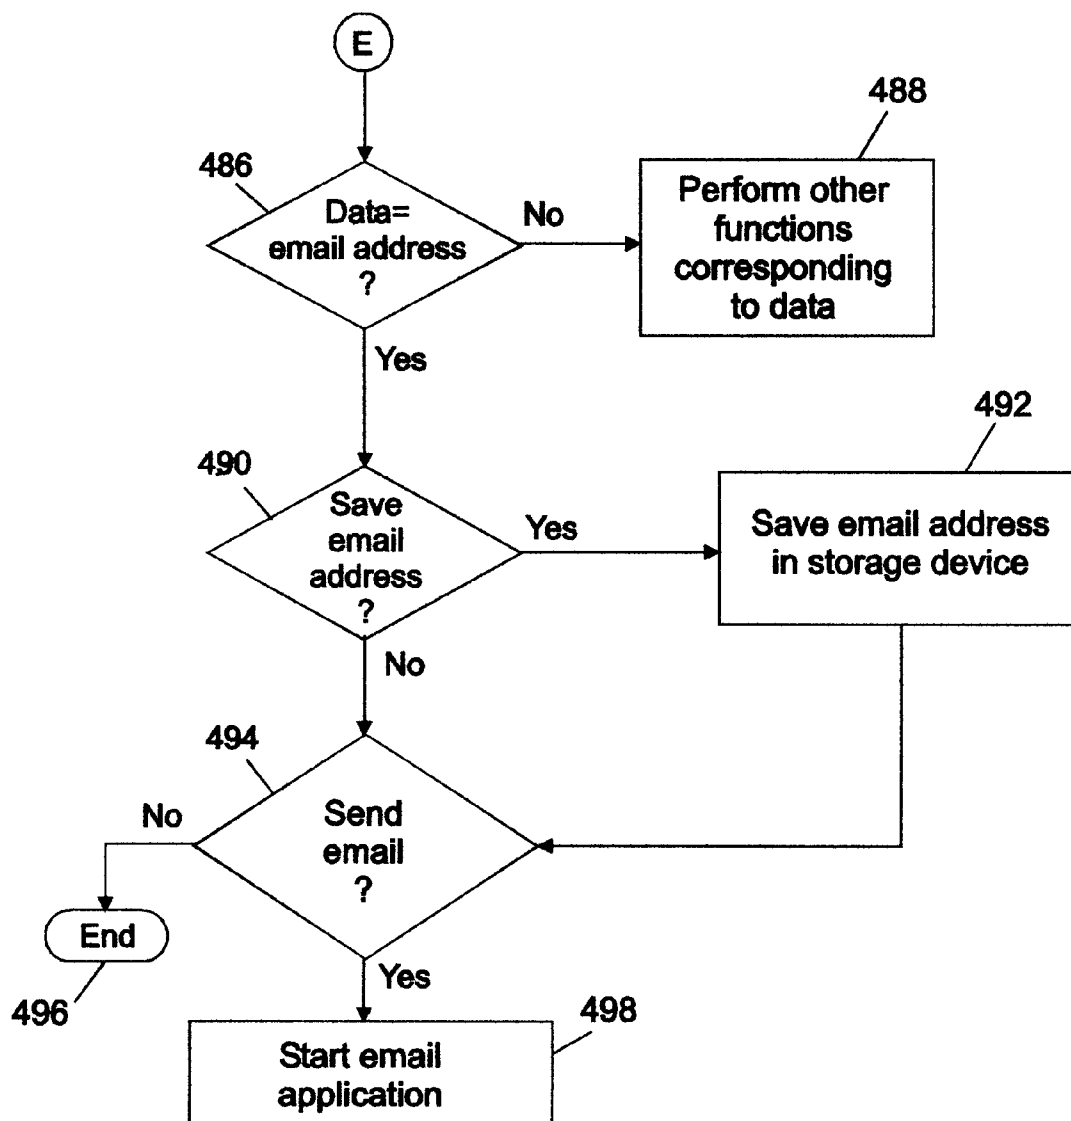 E
488
486
Data=
email address
?
No
Perform other
functions
corresponding
to data
Yes
492
490
Save
email
address
?
Yes
Save email address
in storage device
No
494
No
Send
email
?
End
Yes
496
498
Start email
application